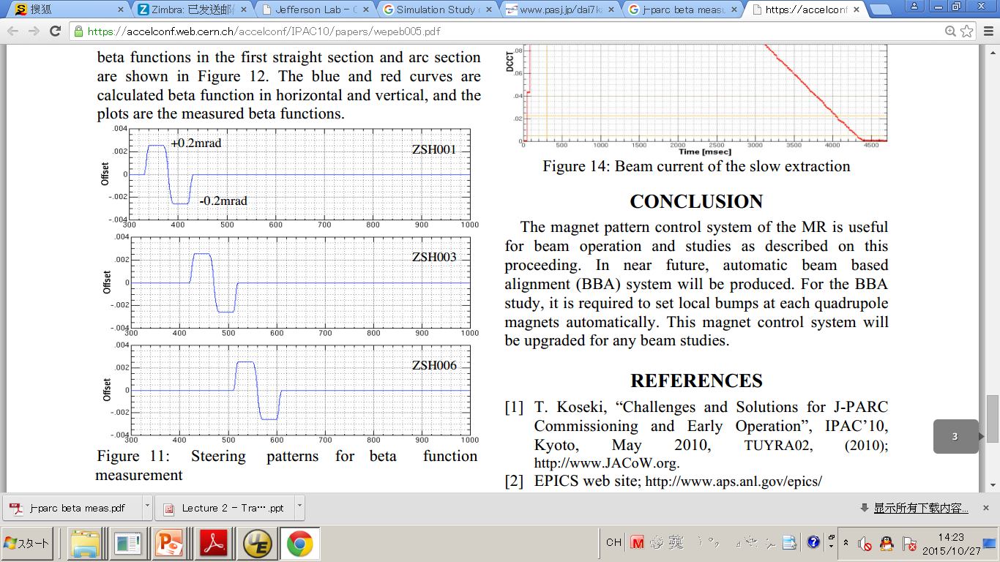 搜狐
Zimbra: 已发送邮
Jefferson Lab – 
Simulation Study 
www.pasj.jp/dai7k
j-parc beta meas
https://accelconf
https://accelconf.web.cern.ch/accelconf/IPAC10/papers/wepeb005.pdf
beta functions in the first straight section and arc section
are shown in Figure 12. The blue and red curves are
calculated beta function in horizontal and vertical, and the
plots are the measured beta functions.
.004
.002
0
-.002
-.004
Offset
+0.2mrad
-0.2mrad
ZSH001
300 400 500 600 700 800 900 1000
.004
.002
0
-.002
-.004
Offset
ZSH003
300 400 500 600 700 800 900 1000
.004
.002
0
-.002
-.004
Offset
ZSH006
300 400 500 600 700 800 900 1000
Figure 11: Steering patterns for beta function
measurement
DCCT
.08
.06
.04
.02
0
0 500 1000 1500 2000 2500 3000 3500 4000 4500
Time [msec]
Figure 14: Beam current of the slow extraction
CONCLUSION
The magnet pattern control system of the MR is useful
for beam operation and studies as described on this
proceeding. In near future, automatic beam based
alignment (BBA) system will be produced. For the BBA
study, it is required to set local bumps at each quadrupole
magnets automatically. This magnet control system will
be upgraded for any beam studies.
REFERENCES
[1] T. Koseki, “Challenges and Solutions for J-PARC
Commissioning and Early Operation”, IPAC’10,
Kyoto, May 2010, TUYRA02, (2010);
http://www.JACoW.org.
[2] EPICS web site; http://www.aps.anl.gov/epics/
3
j-parc beta meas.pdf
Lecture 2 - Tra….ppt
显示所有下载内容...
スタート
CH
英
14:23
2015/10/27